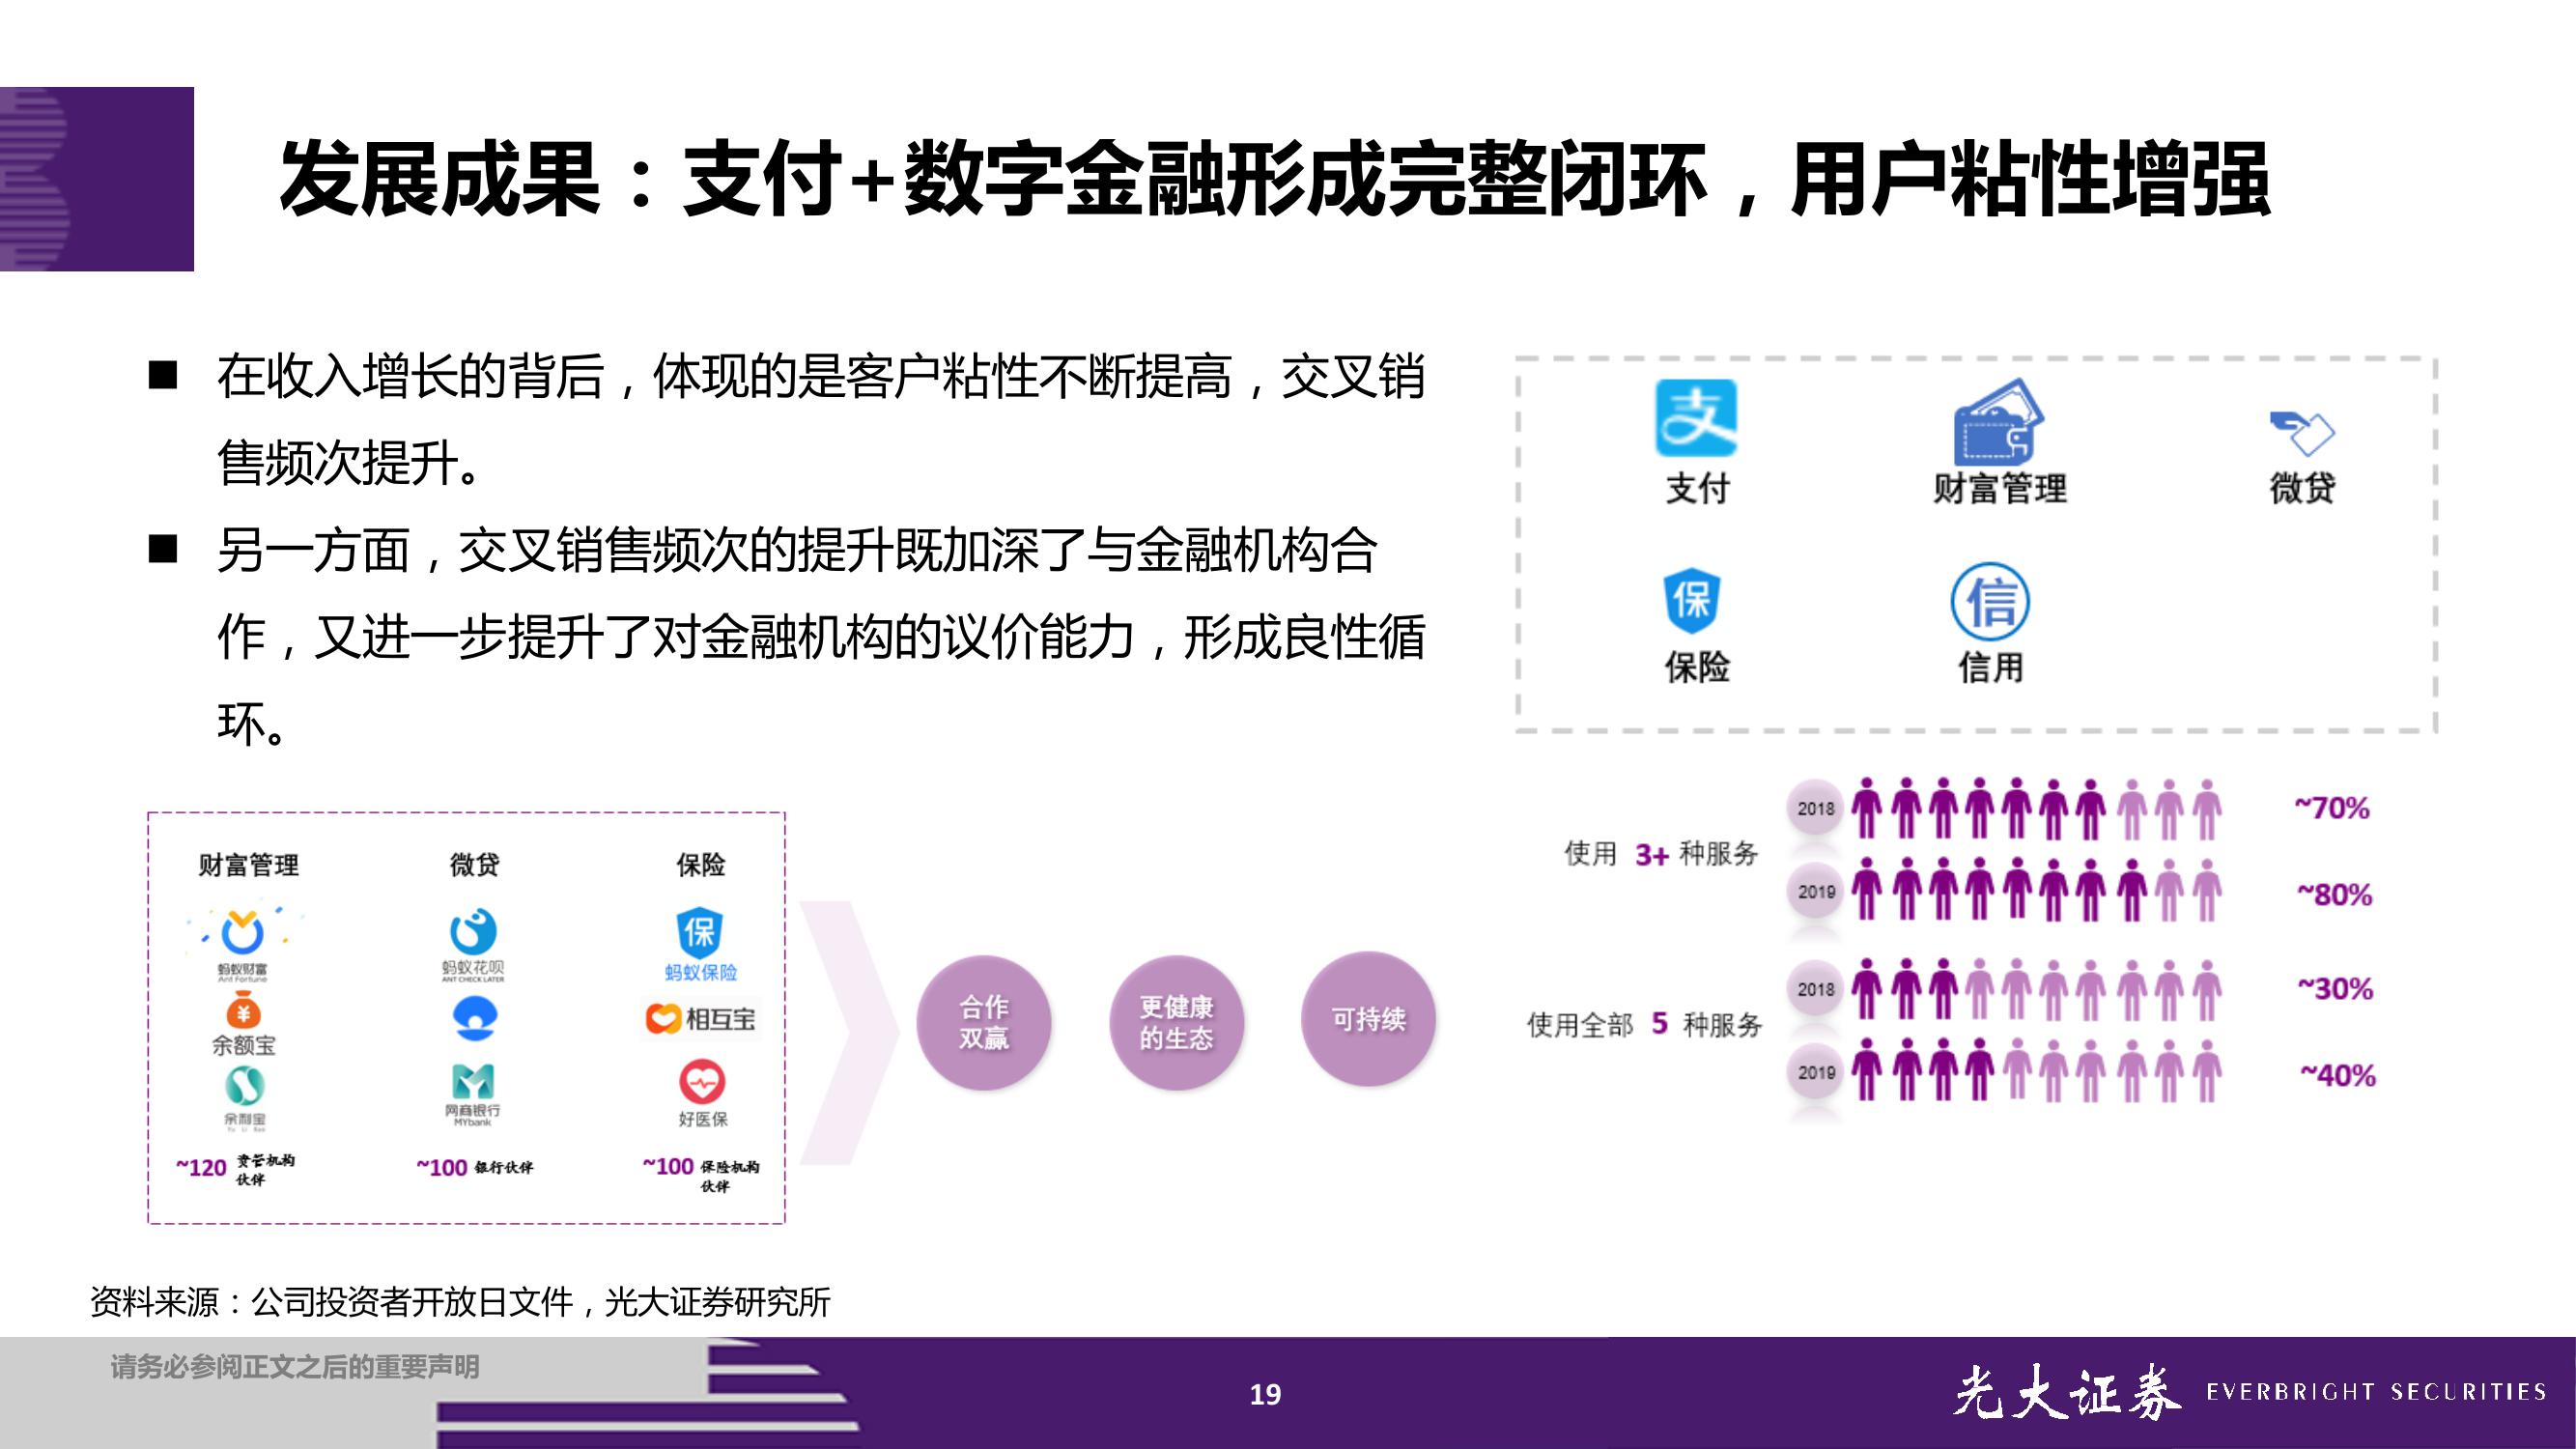 发展成果：支付+数字金融形成完整闭环，用户粘性增强
■ 在收入增长的背后，体现的是客户粘性不断提高，交叉销
售频次提升。
■ 另一方面，交叉销售频次的提升既加深了与金融机构合
作，又进一步提升了对金融机构的议价能力，形成良性循
环。
支
支付
财富管理
微贷
保
保险
信
信用
使用 3+ 种服务
2018
~70%
2019
~80%
使用全部 5 种服务
2018
~30%
2019
~40%
财富管理
蚂蚁财富
Ant Fortune
余额宝
余利宝
Yu Li Bao
~120 资管机构
伙伴
微贷
蚂蚁花呗
ANT CHECK LATER
网商银行
MYbank
~100 银行伙伴
保险
保
蚂蚁保险
相互宝
好医保
~100 保险机构
伙伴
合作
双赢
更健康
的生态
可持续
资料来源：公司投资者开放日文件，光大证券研究所
请务必参阅正文之后的重要声明
19
光大证券 EVERBRIGHT SECURITIES